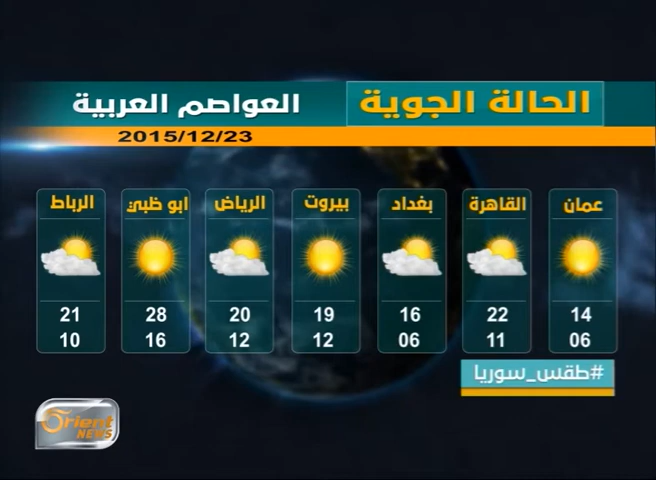 الحالة الجوية
العواصم العربية
2015/12/23
عمان
14
06
القاهرة
22
11
بغداد
16
06
بيروت
19
12
الرياض
20
12
ابو ظبي
28
16
الرباط
21
10
#طقس_سوريا
Orient
NEWS